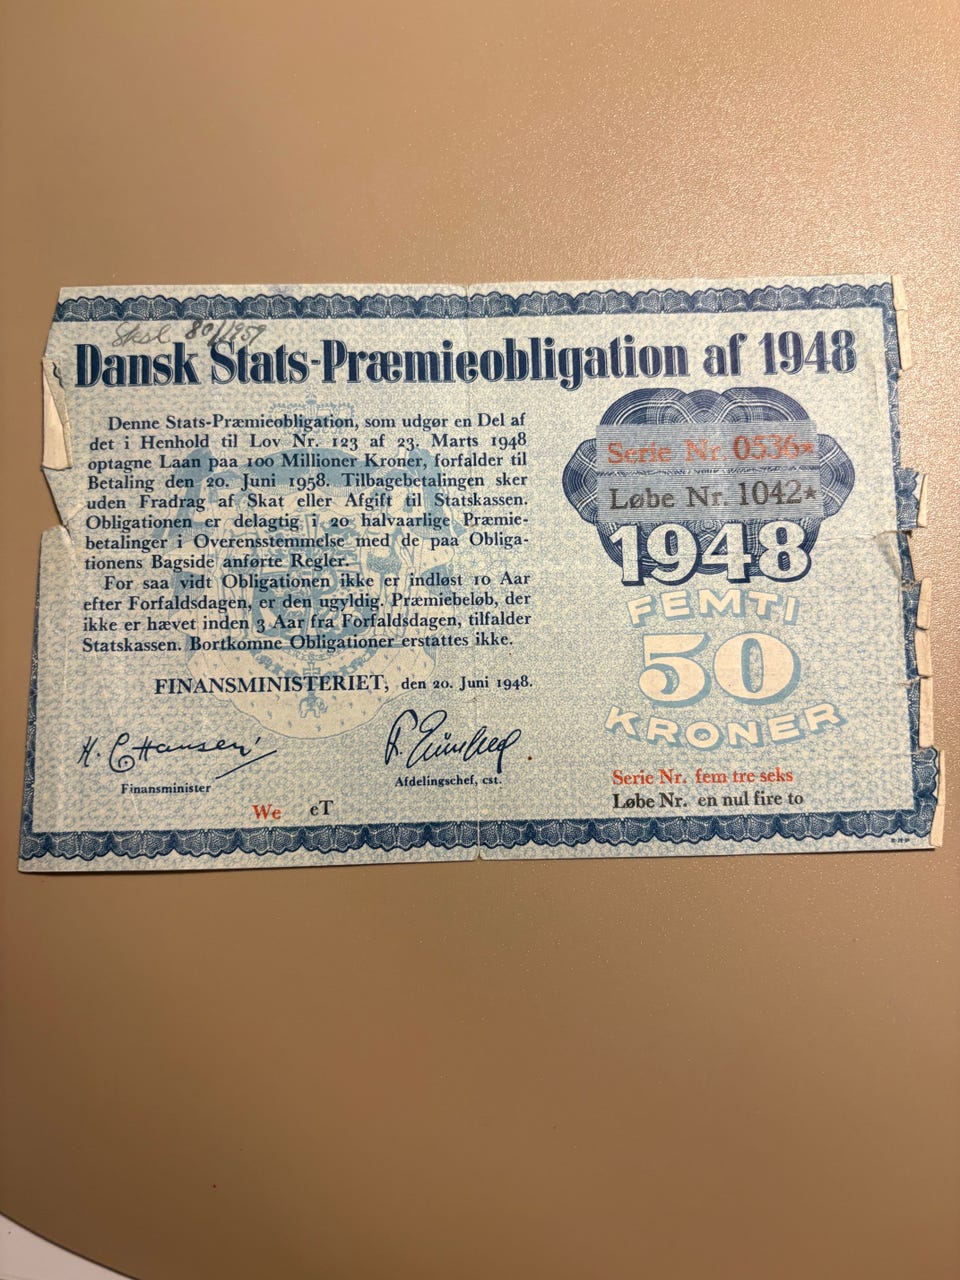 Dansk Stats-Præmieobligation af 1948
Denne Stats-Præmieobligation, som udgør en Del af
det i Henhold til Lov Nr. 123 af 23. Marts 1948
optagne Laan paa 100 Millioner Kroner, forfalder til
Betaling den 20. Juni 1958. Tilbagebetalingen sker
uden Fradrag af Skat eller Afgift til Statskassen.
Obligationen er delagtig i 20 halvaarlige Præmie-
betalinger i Overensstemmelse med de paa Obliga-
tionens Bagside anførte Regler.
For saa vidt Obligationen ikke er indløst 10 Aar
efter Forfaldsdagen, er den ugyldig. Præmiebeløb, der
ikke er hævet inden 3 Aar fra Forfaldsdagen, tilfalder
Statskassen. Bortkomne Obligationer erstattes ikke.
FINANSMINISTERIET, den 20. Juni 1948.
H. C Hansen
Finansminister
Afdelingschef, cst.
We eT
Serie Nr. 0536★
Løbe Nr. 1042★
1948
FEMTI
50
KRONER
Serie Nr. fem tre seks
Løbe Nr. en nul fire to